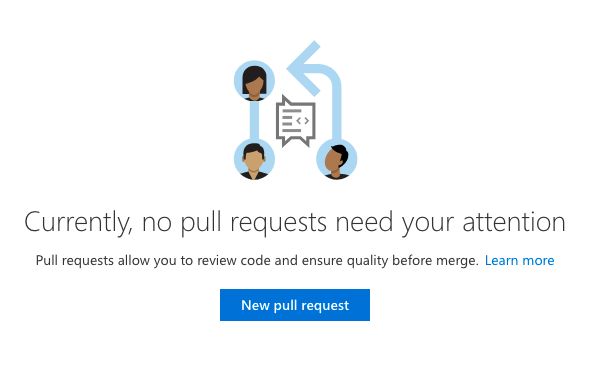 Currently, no pull requests need your attention
Pull requests allow you to review code and ensure quality before merge. Learn more
New pull request